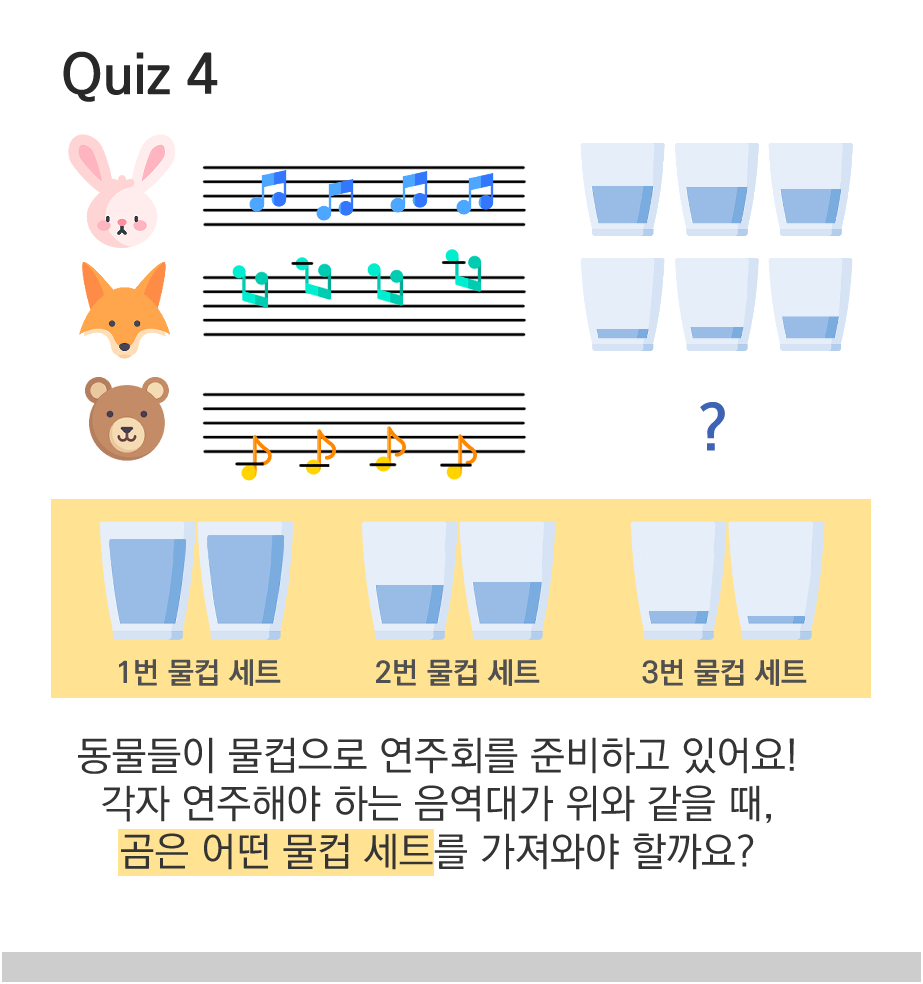 Quiz 4
?
1번 물컵 세트
2번 물컵 세트
3번 물컵 세트
동물들이 물컵으로 연주회를 준비하고 있어요!
각자 연주해야 하는 음역대가 위와 같을 때,
곰은 어떤 물컵 세트를 가져와야 할까요?